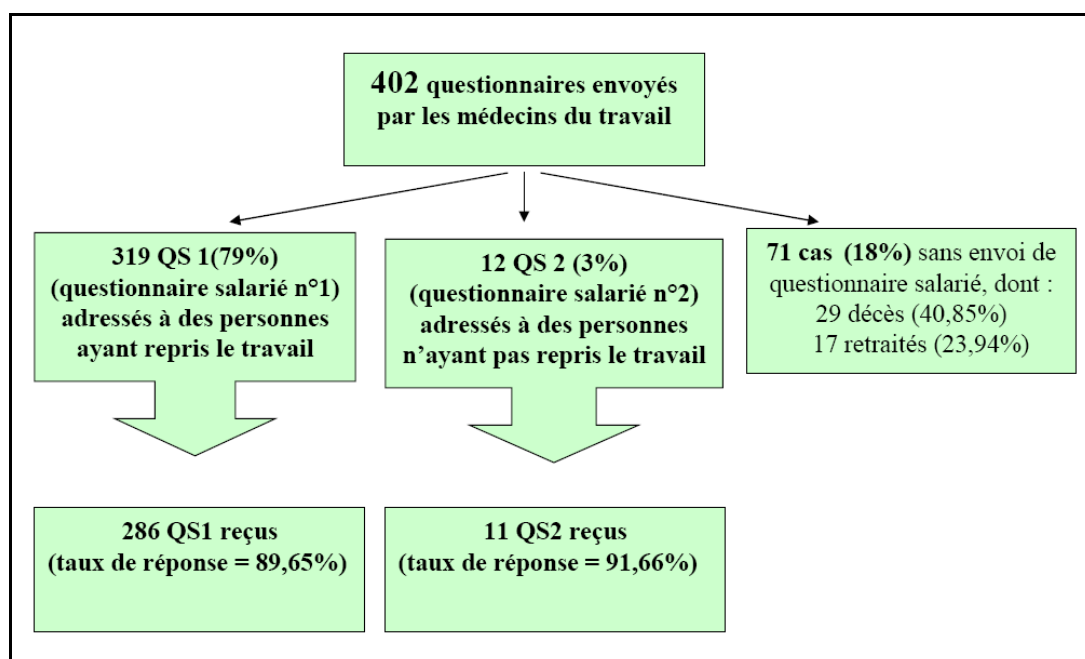 402 questionnaires envoyés
par les médecins du travail
319 QS 1(79%)
(questionnaire salarié n°1)
adressés à des personnes
ayant repris le travail
12 QS 2 (3%)
(questionnaire salarié n°2)
adressés à des personnes
n’ayant pas repris le travail
71 cas (18%) sans envoi de
questionnaire salarié, dont :
29 décès (40,85%)
17 retraités (23,94%)
286 QS1 reçus
(taux de réponse = 89,65%)
11 QS2 reçus
(taux de réponse = 91,66%)